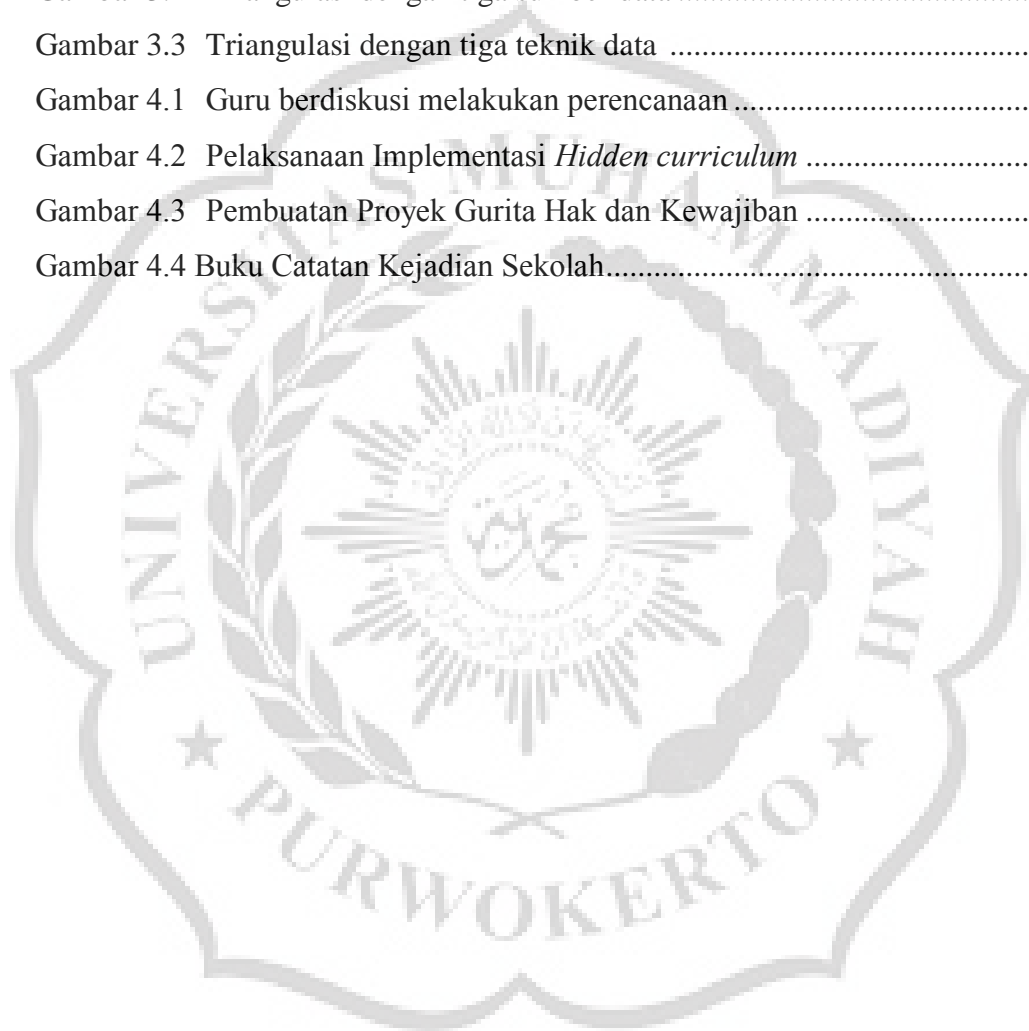 Gambar 3.3 Triangulasi dengan tiga teknik data ....................................
Gambar 4.1 Guru berdiskusi melakukan perencanaan ....................................
Gambar 4.2 Pelaksanaan Implementasi Hidden curriculum ............................
Gambar 4.3 Pembuatan Proyek Gurita Hak dan Kewajiban ............................
Gambar 4.4 Buku Catatan Kejadian Sekolah......................................................
UNIVERSITAS MUHAMMADIYAH
★ PURWOKERTO ★